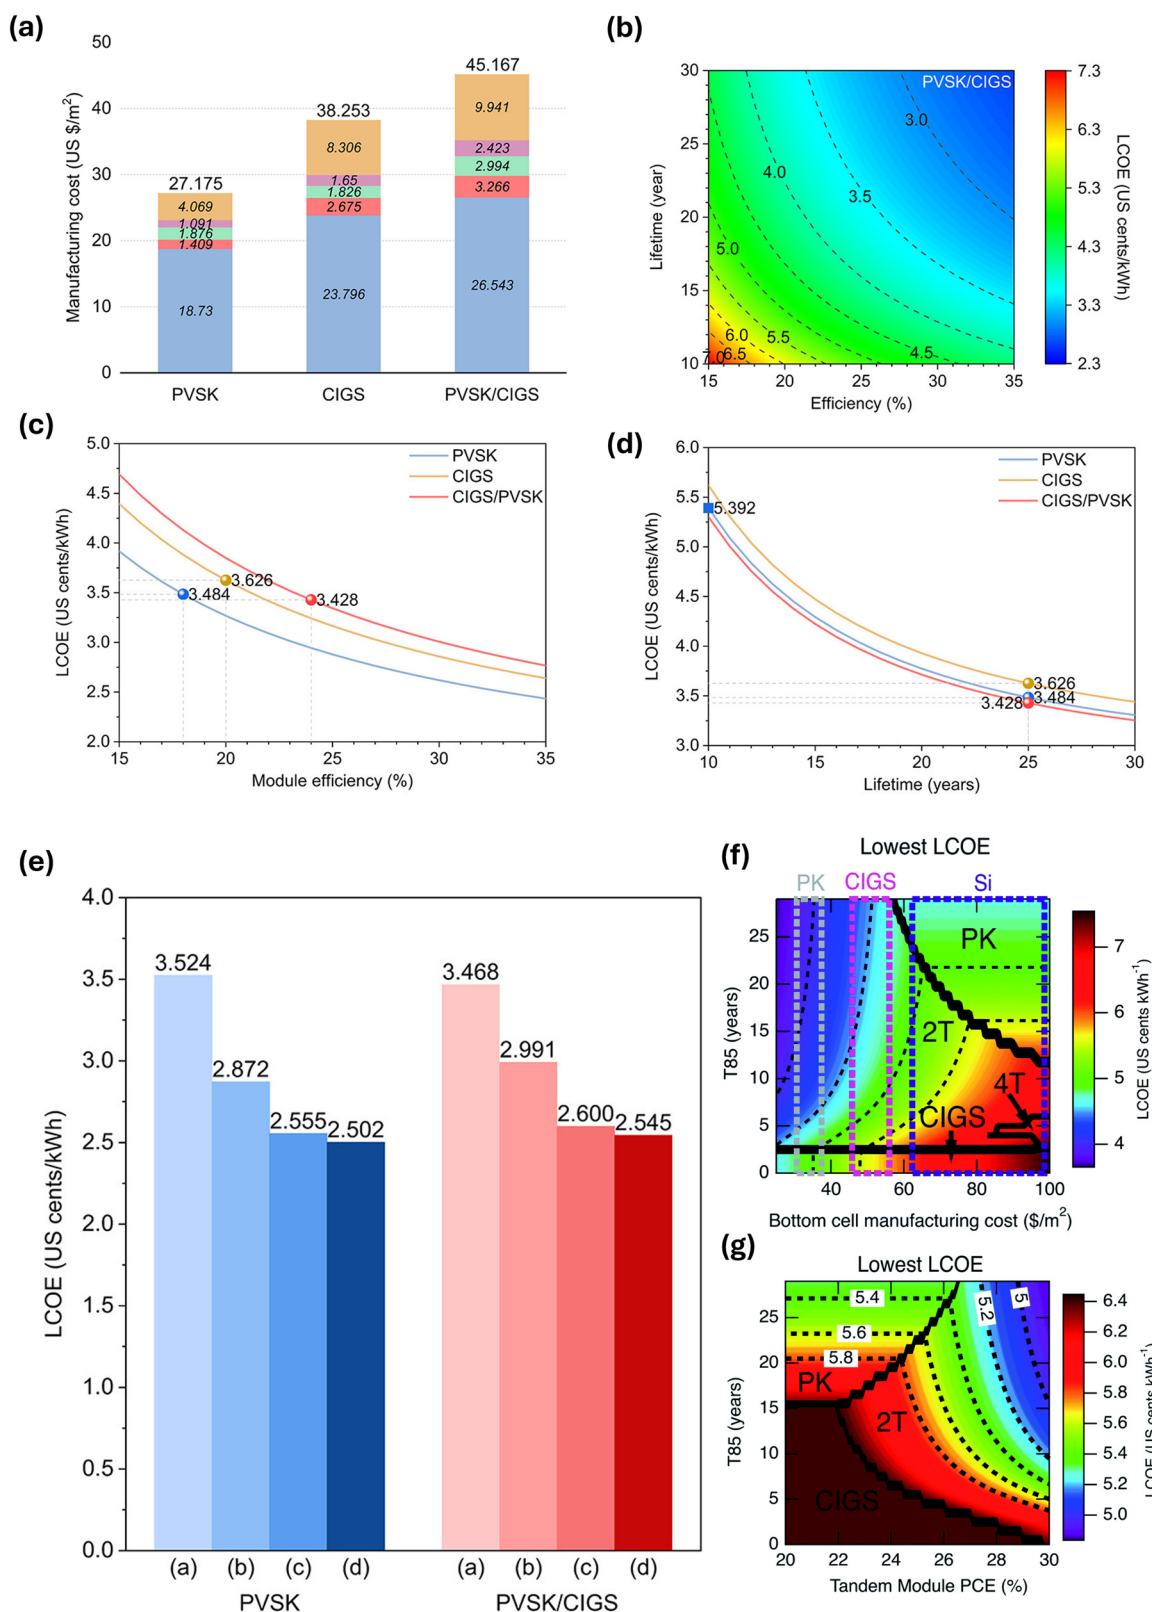 (a)
Manufacturing cost (US $/m²)
50
40
30
20
10
0
27.175
4.069
1.091
1.876
1.409
18.73
38.253
8.306
1.65
1.826
2.675
23.796
45.167
9.941
2.423
2.994
3.266
26.543
PVSK CIGS PVSK/CIGS
(b)
PVSK/CIGS
Lifetime (year)
30
25
20
15
10
3.0
3.5
4.0
4.5
5.0
5.5
6.0
6.5
7.0
15 20 25 30 35
Efficiency (%)
7.3
6.3
5.3
4.3
3.3
2.3
LCOE (US cents/kWh)
(c)
LCOE (US cents/kWh)
5.0
4.5
4.0
3.5
3.0
2.5
2.0
PVSK
CIGS
CIGS/PVSK
3.626
3.484
3.428
15 20 25 30 35
Module efficiency (%)
(d)
LCOE (US cents/kWh)
6.0
5.5
5.0
4.5
4.0
3.5
3.0
PVSK
CIGS
CIGS/PVSK
5.392
3.626
3.484
3.428
10 15 20 25 30
Lifetime (years)
(e)
LCOE (US cents/kWh)
4.0
3.5
3.0
2.5
2.0
1.5
1.0
0.5
0.0
3.524
2.872
2.555
2.502
3.468
2.991
2.600
2.545
(a) (b) (c) (d) (a) (b) (c) (d)
PVSK PVSK/CIGS
(f)
Lowest LCOE
PK CIGS Si
T85 (years)
25
20
15
10
5
0
PK
2T
4T
CIGS
40 60 80 100
Bottom cell manufacturing cost ($/m²)
7
6
5
4
LCOE (US cents kWh⁻¹)
(g)
Lowest LCOE
T85 (years)
25
20
15
10
5
0
5.4
5.6
5.8
5.2
5
PK
2T
CIGS
20 22 24 26 28 30
Tandem Module PCE (%)
6.4
6.2
6.0
5.8
5.6
5.4
5.2
5.0
LCOE (US cents kWh⁻¹)